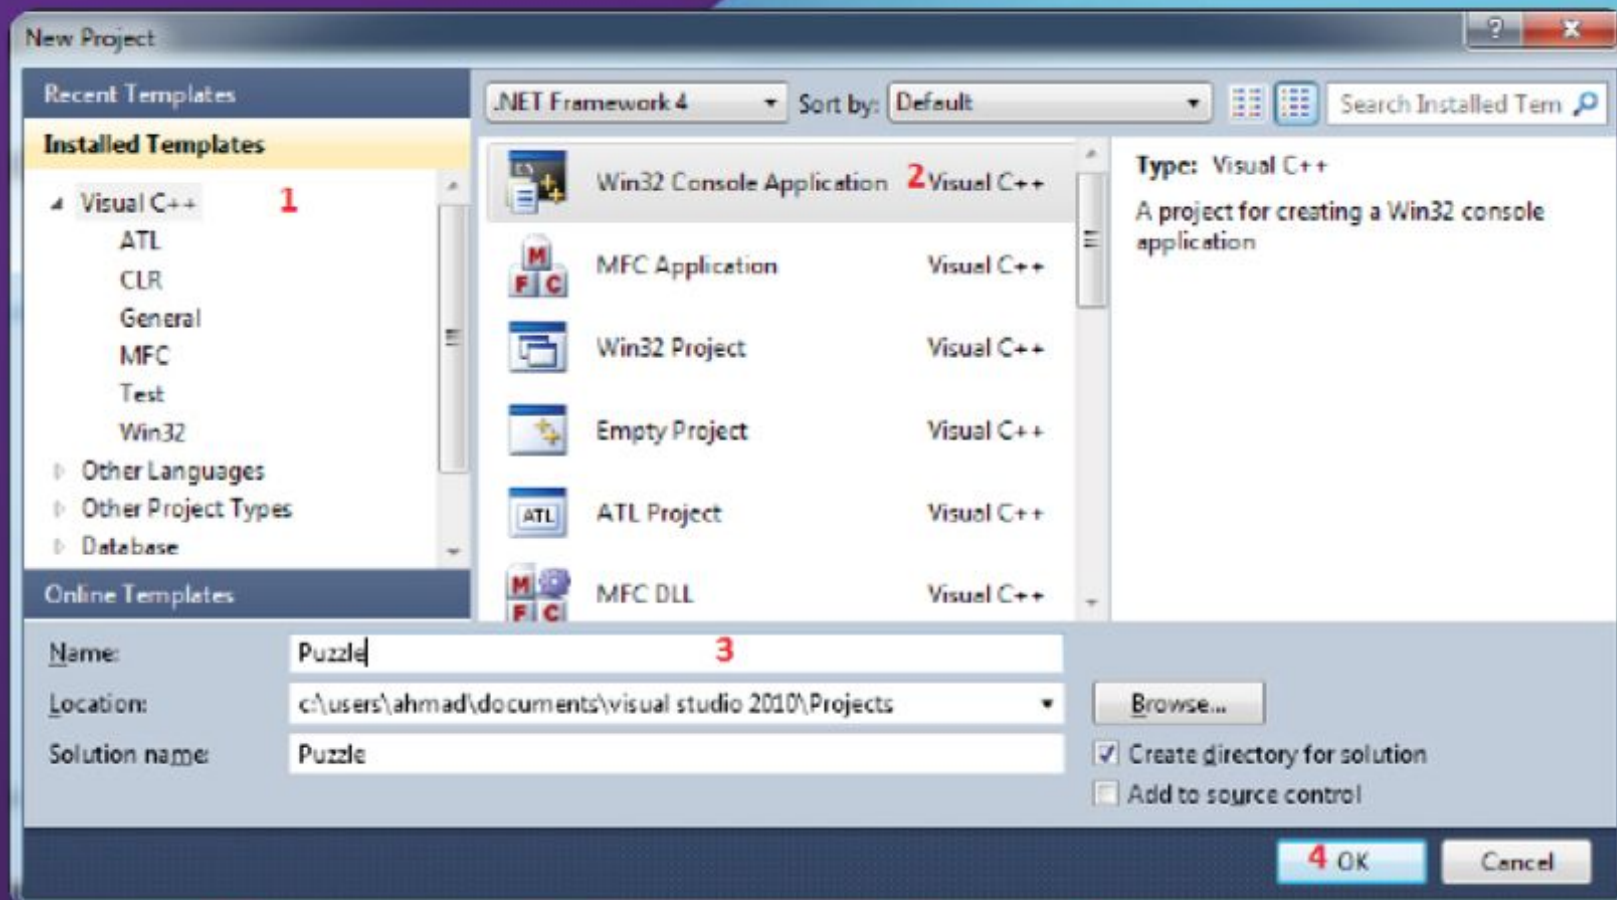 New Project
?
x
Recent Templates
Installed Templates
Visual C++ 1
ATL
CLR
General
MFC
Test
Win32
Other Languages
Other Project Types
Database
Online Templates
.NET Framework 4 Sort by: Default Search Installed Tem
Win32 Console Application 2 Visual C++
MFC Application Visual C++
Win32 Project Visual C++
Empty Project Visual C++
ATL ATL Project Visual C++
MFC DLL Visual C++
Type: Visual C++
A project for creating a Win32 console
application
Name: Puzzle 3
Location: c:\users\ahmad\documents\visual studio 2010\Projects Browse...
Solution name: Puzzle
Create directory for solution
Add to source control
4 OK Cancel